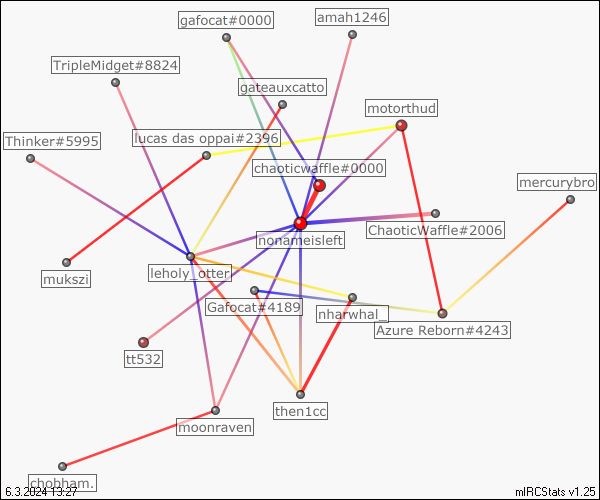 gafocat#0000
amah1246
TripleMidget#8824
gateauxcatto
motorthud
Thinker#5995
lucas das oppai#2396
chaoticwaffle#0000
mercurybro
ChaoticWaffle#2006
nonameisleft
mukszi
leholy_otter
Gafocat#4189
nharwhal_
Azure Reborn#4243
tt532
then1cc
moonraven
chobham.
6.3.2024 13:27
mIRCStats v1.25